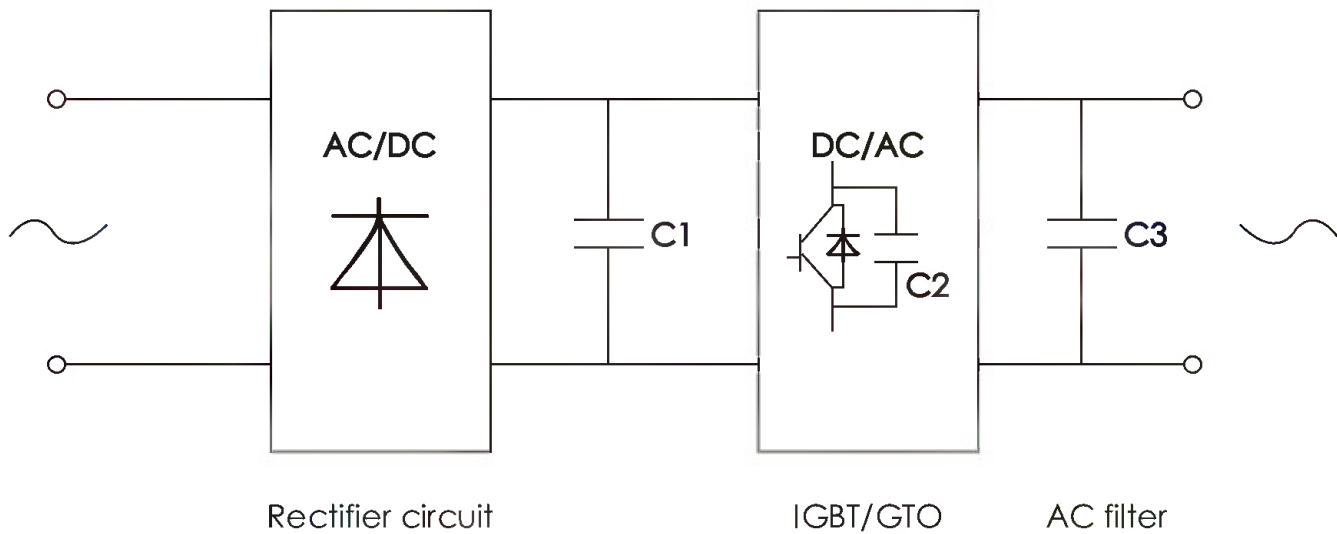 AC/DC
C1
DC/AC
C2
C3
Rectifier circuit
IGBT/GTO
AC filter